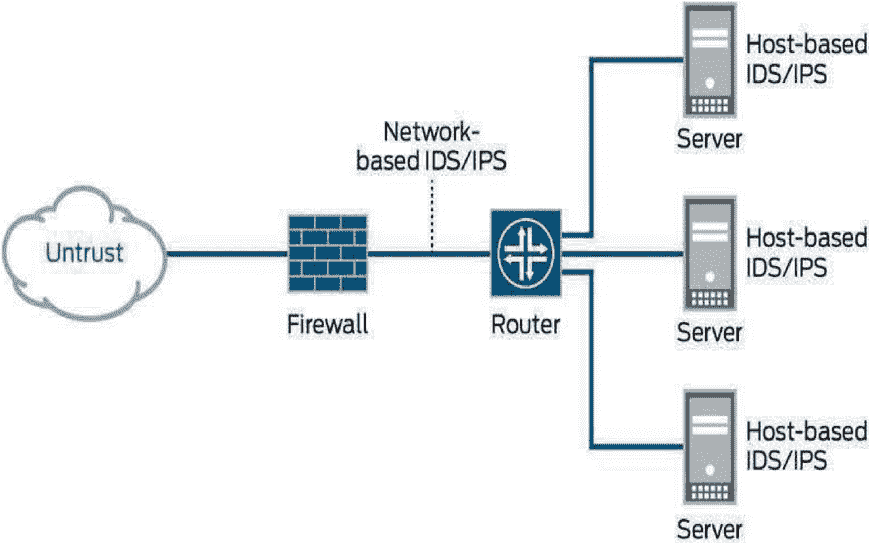 Host-based
IDS/IPS
Server
Network-
based IDS/IPS
Untrust
Firewall
Router
Host-based
IDS/IPS
Server
Host-based
IDS/IPS
Server